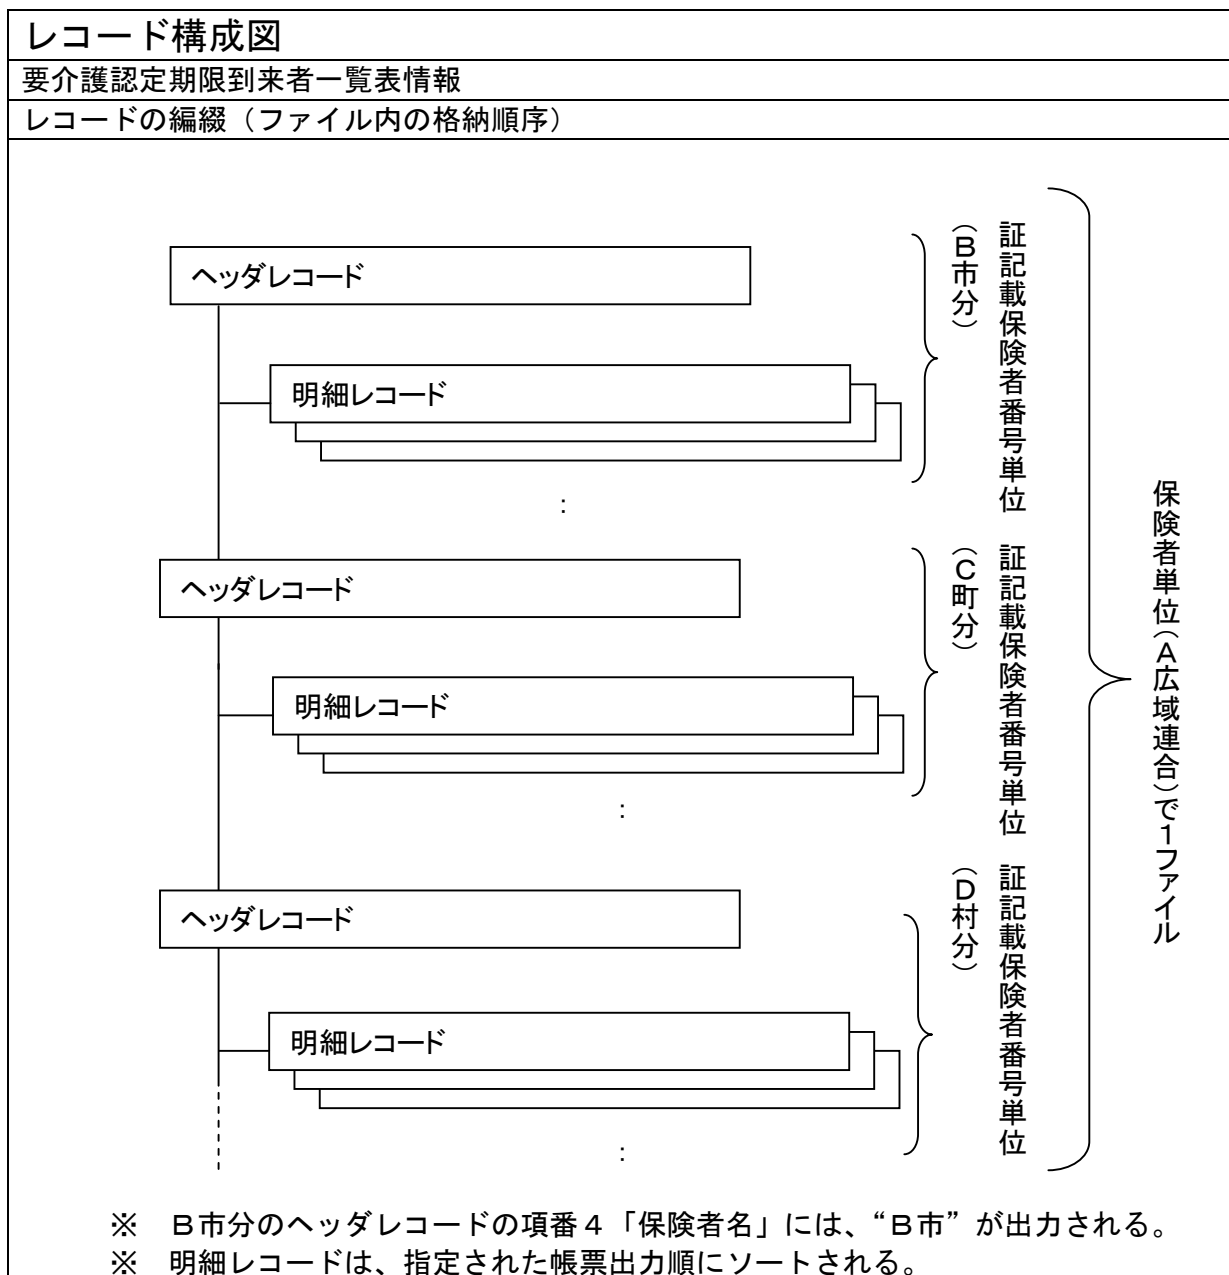 レコード構成図
要介護認定期限到来者一覧表情報
レコードの編綴（ファイル内の格納順序）
ヘッダレコード
明細レコード
:
証記載保険者番号単位
（Ｂ市分）
ヘッダレコード
明細レコード
:
証記載保険者番号単位
（Ｃ町分）
ヘッダレコード
明細レコード
:
証記載保険者番号単位
（Ｄ村分）
保険者単位（Ａ広域連合）で１ファイル
※　Ｂ市分のヘッダレコードの項番４「保険者名」には、“Ｂ市”が出力される。
※　明細レコードは、指定された帳票出力順にソートされる。